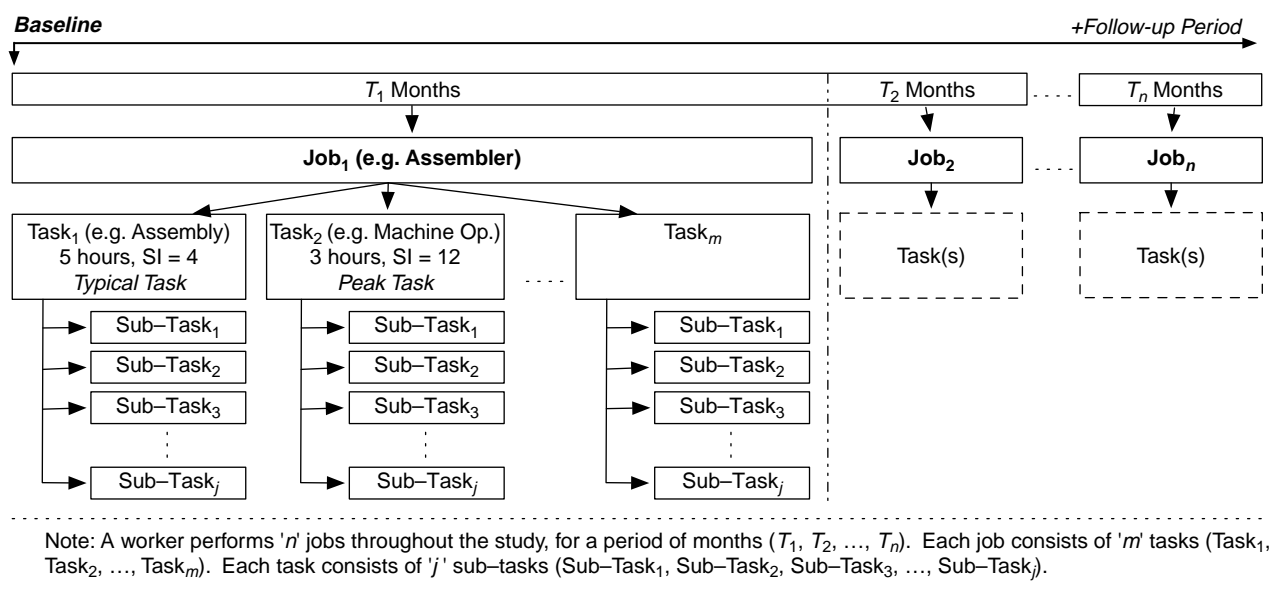 Baseline
+Follow-up Period
T1 Months
T2 Months
Tn Months
Job1 (e.g. Assembler)
Job2
Jobn
Task1 (e.g. Assembly)
5 hours, SI = 4
Typical Task
Task2 (e.g. Machine Op.)
3 hours, SI = 12
Peak Task
Taskm
Task(s)
Task(s)
Sub–Task1
Sub–Task2
Sub–Task3
Sub–Taskj
Sub–Task1
Sub–Task2
Sub–Task3
Sub–Taskj
Sub–Task1
Sub–Task2
Sub–Task3
Sub–Taskj
Note: A worker performs 'n' jobs throughout the study, for a period of months (T1, T2, ..., Tn). Each job consists of 'm' tasks (Task1,
Task2, ..., Taskm). Each task consists of 'j' sub–tasks (Sub–Task1, Sub–Task2, Sub–Task3, ..., Sub–Taskj).